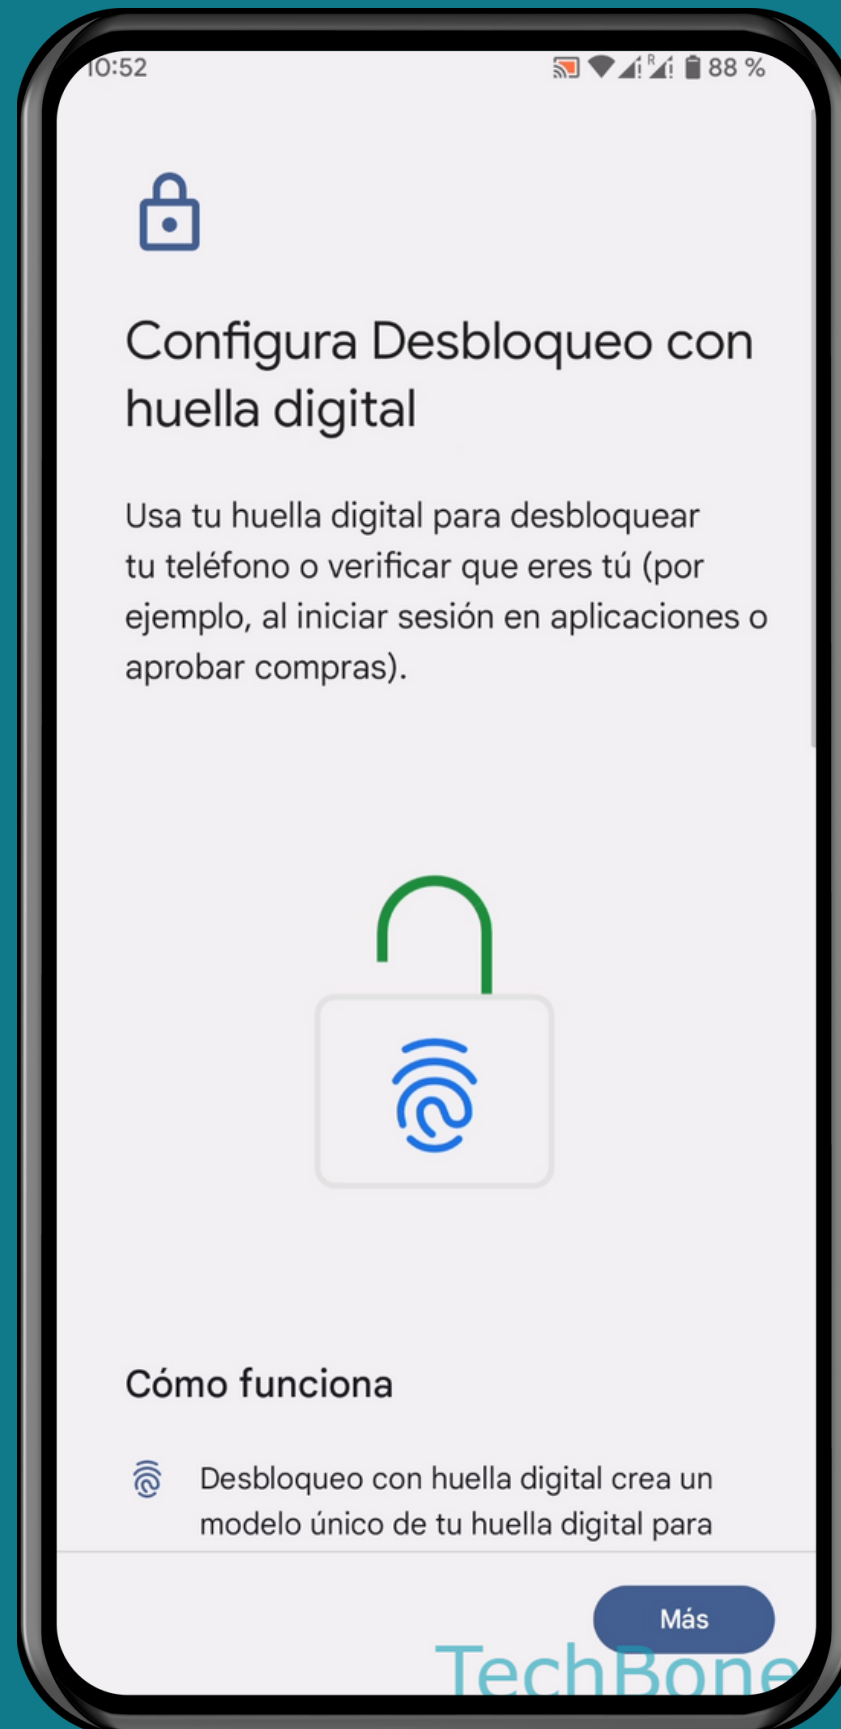 10:52
R
88 %
Configura Desbloqueo con
huella digital
Usa tu huella digital para desbloquear
tu teléfono o verificar que eres tú (por
ejemplo, al iniciar sesión en aplicaciones o
aprobar compras).
Cómo funciona
Desbloqueo con huella digital crea un
modelo único de tu huella digital para
Más
TechBone